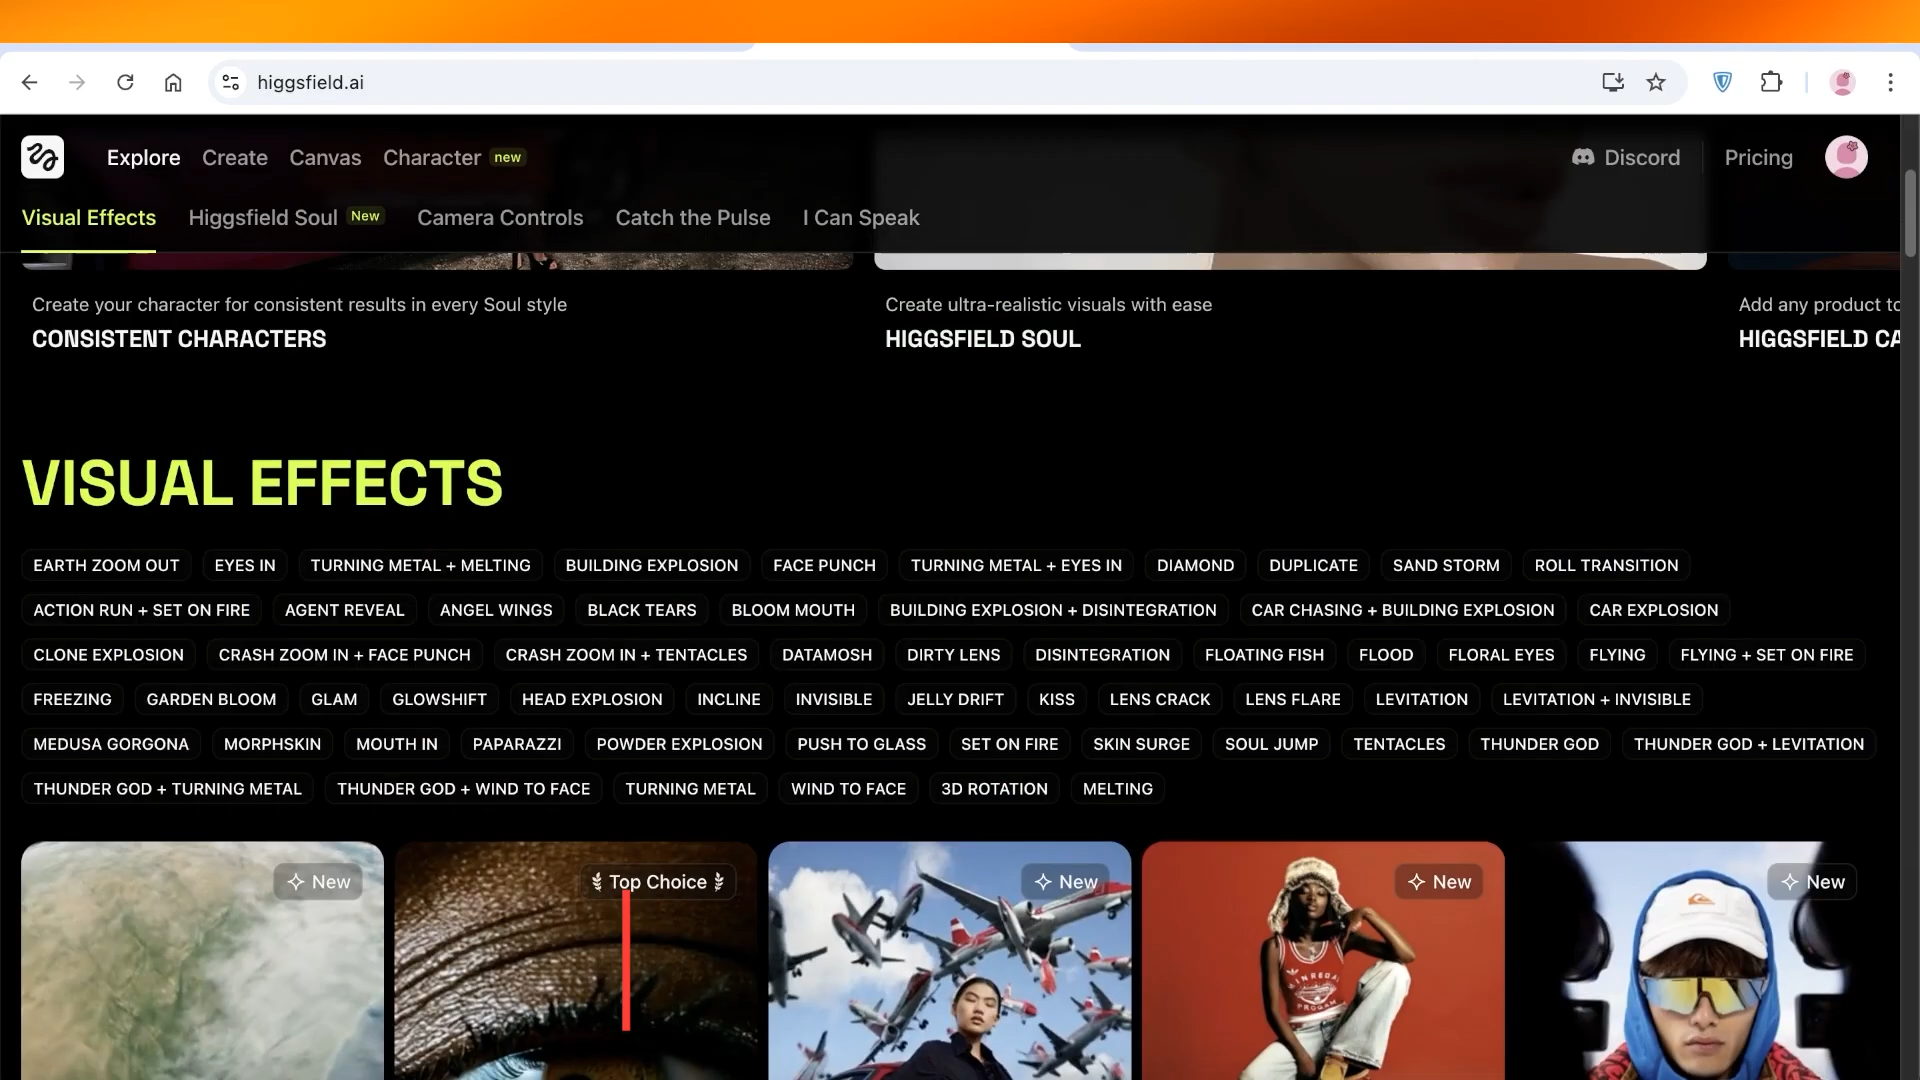 higgsfield.ai
Explore Create Canvas Character new Discord Pricing
Visual Effects Higgsfield Soul New Camera Controls Catch the Pulse I Can Speak
Create your character for consistent results in every Soul style
CONSISTENT CHARACTERS
Create ultra-realistic visuals with ease
HIGGSFIELD SOUL
Add any product to
HIGGSFIELD CA
VISUAL EFFECTS
EARTH ZOOM OUT EYES IN TURNING METAL + MELTING BUILDING EXPLOSION FACE PUNCH TURNING METAL + EYES IN DIAMOND DUPLICATE SAND STORM ROLL TRANSITION
ACTION RUN + SET ON FIRE AGENT REVEAL ANGEL WINGS BLACK TEARS BLOOM MOUTH BUILDING EXPLOSION + DISINTEGRATION CAR CHASING + BUILDING EXPLOSION CAR EXPLOSION
CLONE EXPLOSION CRASH ZOOM IN + FACE PUNCH CRASH ZOOM IN + TENTACLES DATAMOSH DIRTY LENS DISINTEGRATION FLOATING FISH FLOOD FLORAL EYES FLYING FLYING + SET ON FIRE
FREEZING GARDEN BLOOM GLAM GLOWSHIFT HEAD EXPLOSION INCLINE INVISIBLE JELLY DRIFT KISS LENS CRACK LENS FLARE LEVITATION LEVITATION + INVISIBLE
MEDUSA GORGONA MORPHSKIN MOUTH IN PAPARAZZI POWDER EXPLOSION PUSH TO GLASS SET ON FIRE SKIN SURGE SOUL JUMP TENTACLES THUNDER GOD THUNDER GOD + LEVITATION
THUNDER GOD + TURNING METAL THUNDER GOD + WIND TO FACE TURNING METAL WIND TO FACE 3D ROTATION MELTING
New Top Choice New New New